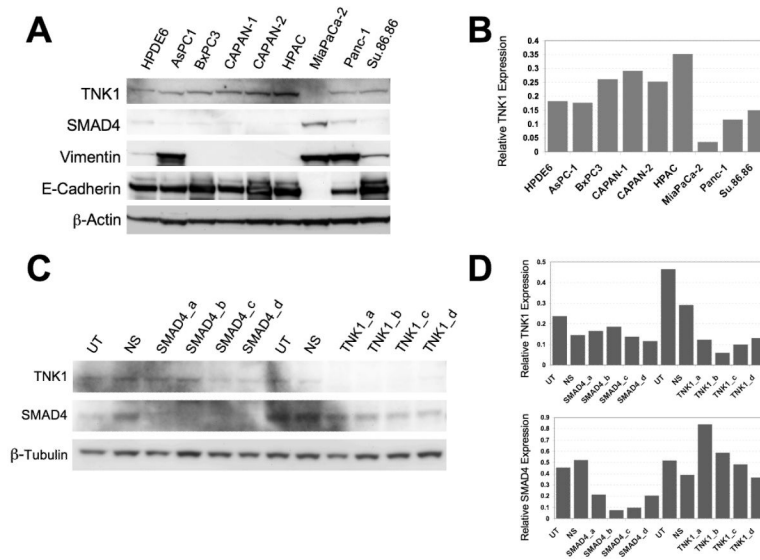 A
HPDE6
AsPC1
BxPC3
CAPAN-1
CAPAN-2
HPAC
MiaPaCa-2
Panc-1
Su.86.86
TNK1
SMAD4
Vimentin
E-Cadherin
β-Actin
B
Relative TNK1 Expression
0.4
0.35
0.3
0.25
0.2
0.15
0.1
0.05
0
HPDE6
AsPC-1
BxPC3
CAPAN-1
CAPAN-2
HPAC
MiaPaCa-2
Panc-1
Su.86.86
C
UT
NS
SMAD4_a
SMAD4_b
SMAD4_c
SMAD4_d
UT
NS
TNK1_a
TNK1_b
TNK1_c
TNK1_d
TNK1
SMAD4
β-Tubulin
D
Relative TNK1 Expression
0.5
0.4
0.3
0.2
0.1
0
UT
NS
SMAD4_a
SMAD4_b
SMAD4_c
SMAD4_d
UT
NS
TNK1_a
TNK1_b
TNK1_c
TNK1_d
Relative SMAD4 Expression
0.9
0.8
0.7
0.6
0.5
0.4
0.3
0.2
0.1
0
UT
NS
SMAD4_a
SMAD4_b
SMAD4_c
SMAD4_d
UT
NS
TNK1_a
TNK1_b
TNK1_c
TNK1_d